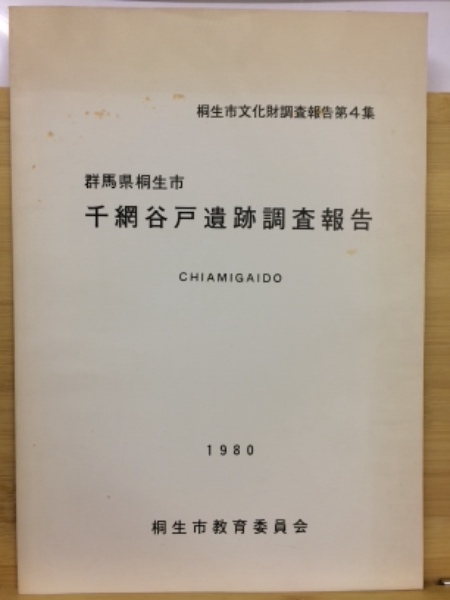 桐生市文化財調査報告第4集
群馬県桐生市
千網谷戸遺跡調査報告
CHIAMIGAIDO
1980
桐生市教育委員会